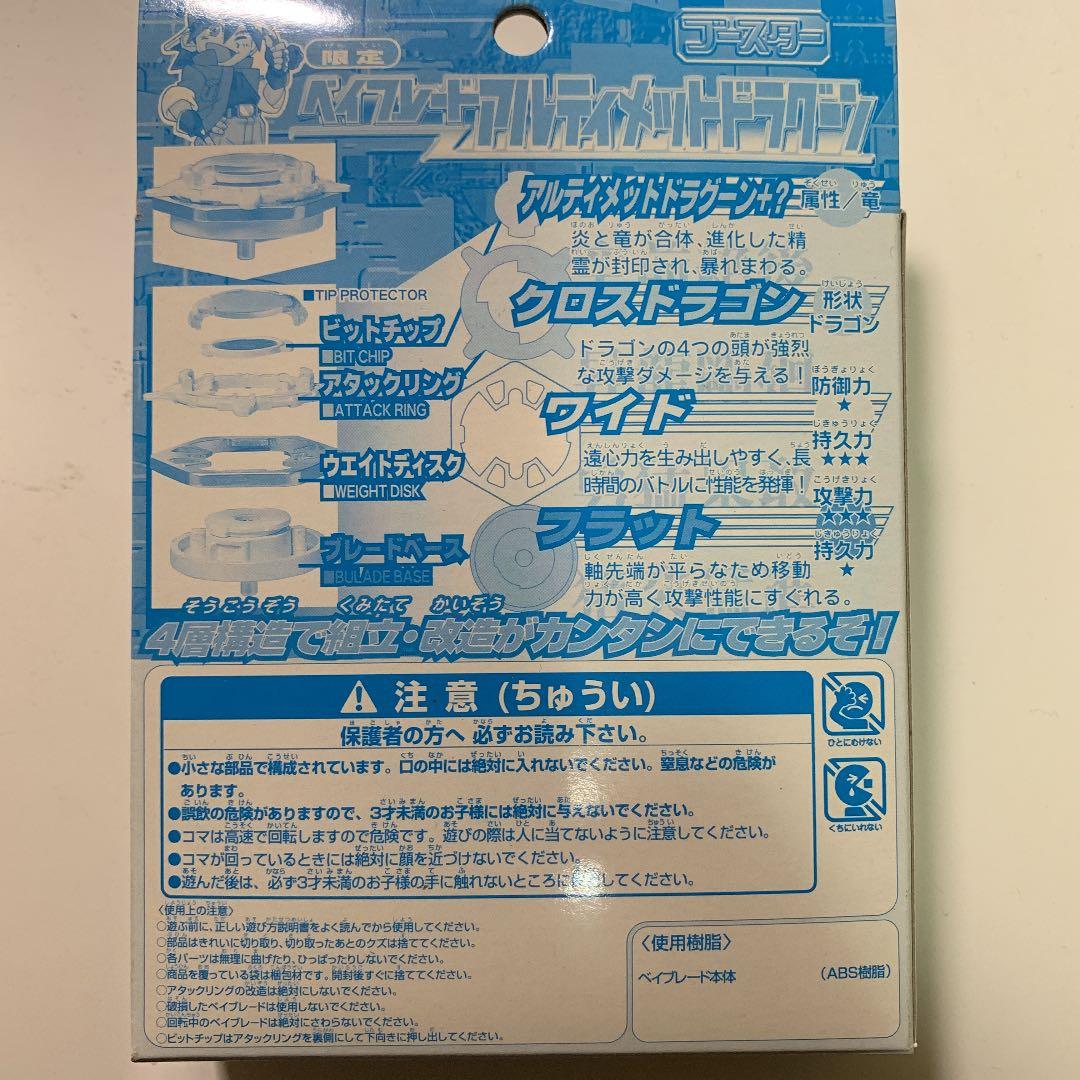 限定
ブースター
ベイブレードアルティメットドラグーン
アルティメットドラグーン+?
属性/竜
炎と竜が合体、進化した精
霊が封印され、暴れまわる。
■TIP PROTECTOR
ビットチップ
■BIT CHIP
クロスドラゴン
形状
ドラゴン
ドラゴンの4つの頭が強烈
な攻撃ダメージを与える!
アタックリング
■ATTACK RING
防御力
★
ワイド
持久力
★★★
遠心力を生み出しやすく、長
時間のバトルに性能を発揮!
ウエイトディスク
■WEIGHT DISK
攻撃力
フラット
持久力
★
軸先端が平らなため移動
力が高く攻撃性能にすぐれる。
ブレードベース
■BULADE BASE
4層構造で組立・改造がカンタンにできるぞ!
注意(ちゅうい)
保護者の方へ 必ずお読み下さい。
●小さな部品で構成されています。口の中には絶対に入れないでください。窒息などの危険が
あります。
●誤飲の危険がありますので、3才未満のお子様には絶対に与えないでください。
●コマは高速で回転しますので危険です。遊びの際は人に当てないように注意してください。
●コマが回っているときには絶対に顔を近づけないでください。
●遊んだ後は、必ず3才未満のお子様の手に触れないところに してください。
ひとにむけない
くちにいれない
〈使用上の注意〉
○遊ぶ前に、正しい遊び方説明書をよく読んでから使用してください。
○部品はきれいに切り取り、切り取ったあとのクズは捨ててください。
○各パーツは無理に曲げたり、ひっぱったりしないでください。
○商品を覆っている袋は梱包材です。開封後すぐに捨ててください。
○アタックリングの改造は絶対にしないでください。
○破損したベイブレードは使用しないでください。
○回転中のベイブレードは絶対にさわらないでください。
○ビットチップはアタックリングを裏側にして下向きに押し出してください。
〈使用樹脂〉
ベイブレード本体 (ABS樹脂)